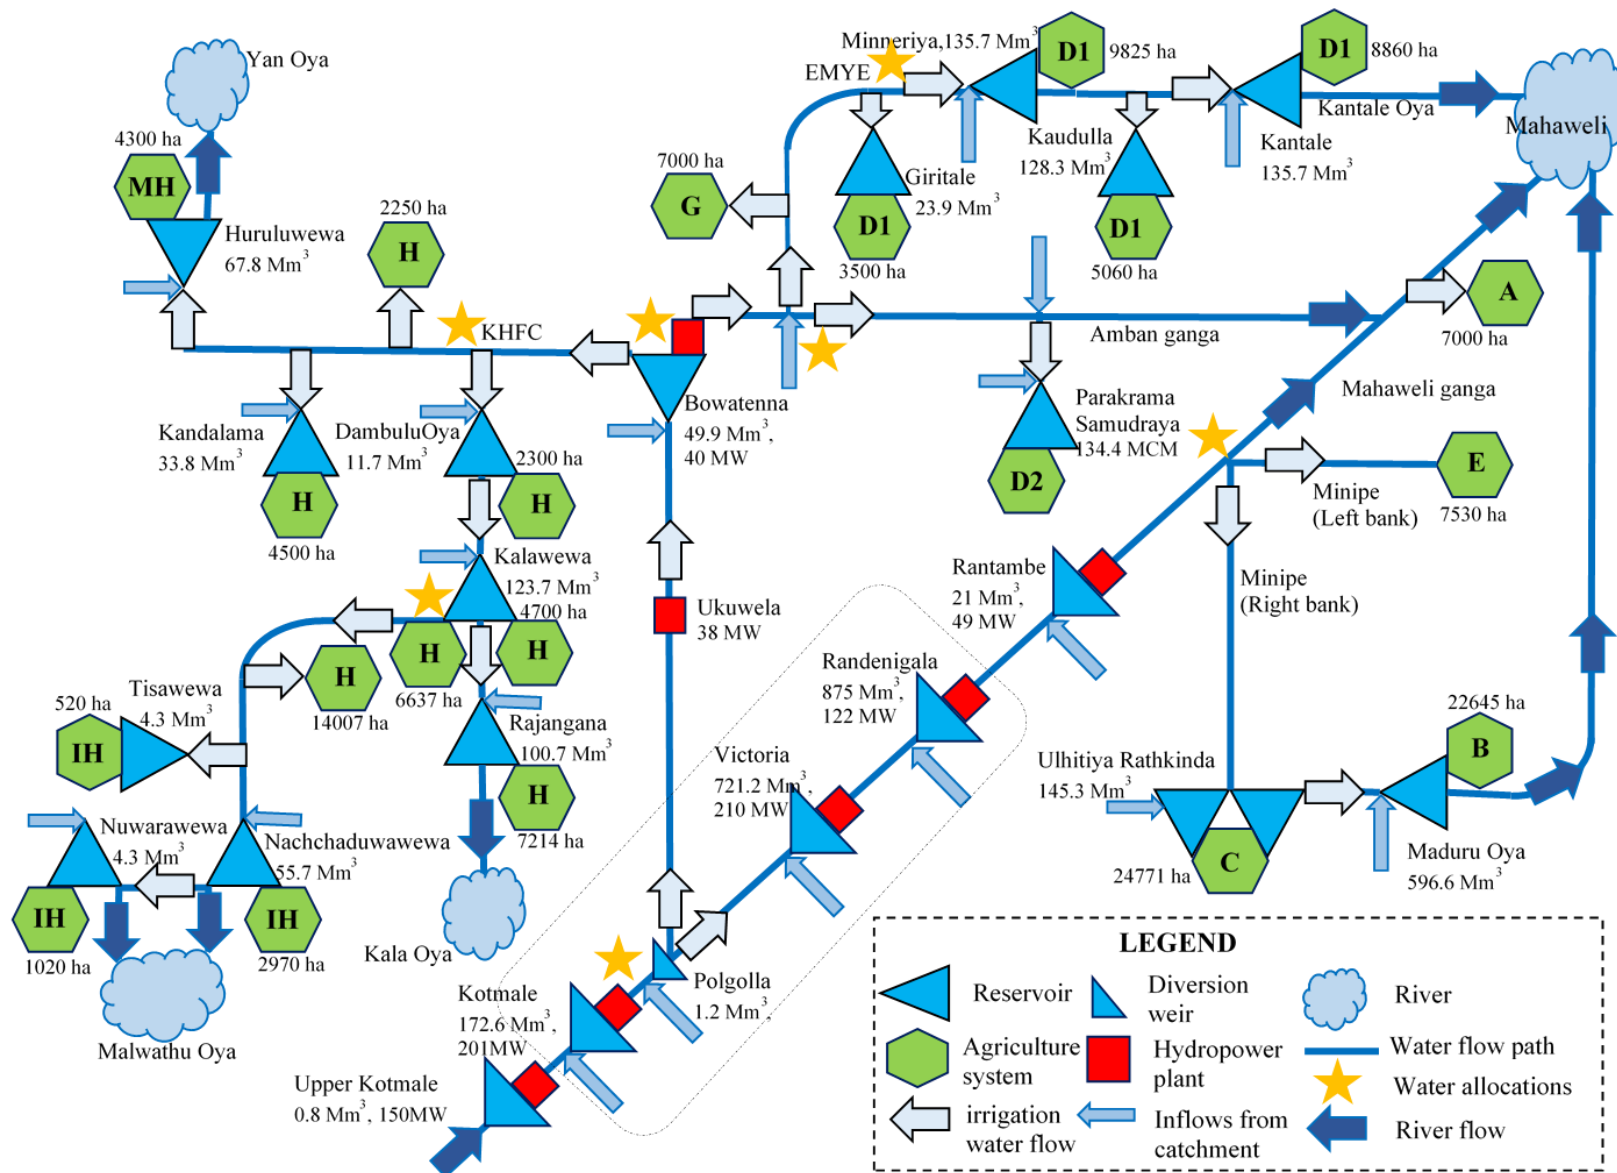 Yan Oya
4300 ha
MH
Huruluwewa
67.8 Mm³
2250 ha
H
KHFC
Kandalama
33.8 Mm³
H
4500 ha
DambuluOya
11.7 Mm³
2300 ha
H
Kalawewa
123.7 Mm³
4700 ha
H
H
6637 ha
H
14007 ha
Tisawewa
4.3 Mm³
520 ha
IH
Rajangana
100.7 Mm³
H
7214 ha
Kala Oya
Nuwarawewa
4.3 Mm³
IH
1020 ha
Nachchaduwawewa
55.7 Mm³
IH
2970 ha
Malwathu Oya
Minneriya,135.7 Mm³
EMYE
D1
9825 ha
D1
8860 ha
Kantale Oya
Mahaweli
Kaudulla
128.3 Mm³
Kantale
135.7 Mm³
7000 ha
G
Giritale
23.9 Mm³
D1
3500 ha
D1
5060 ha
A
7000 ha
Amban ganga
Mahaweli ganga
Bowatenna
49.9 Mm³,
40 MW
Parakrama
Samudraya
134.4 MCM
D2
E
7530 ha
Minipe
(Left bank)
Minipe
(Right bank)
Ukuwela
38 MW
Rantambe
21 Mm³,
49 MW
Randenigala
875 Mm³,
122 MW
Victoria
721.2 Mm³,
210 MW
Ulhitiya Rathkinda
145.3 Mm³
C
24771 ha
22645 ha
B
Maduru Oya
596.6 Mm³
Polgolla
1.2 Mm³,
Kotmale
172.6 Mm³,
201MW
Upper Kotmale
0.8 Mm³, 150MW
LEGEND
Reservoir
Diversion
weir
River
Agriculture
system
Hydropower
plant
Water flow path
Water allocations
irrigation
water flow
Inflows from
catchment
River flow